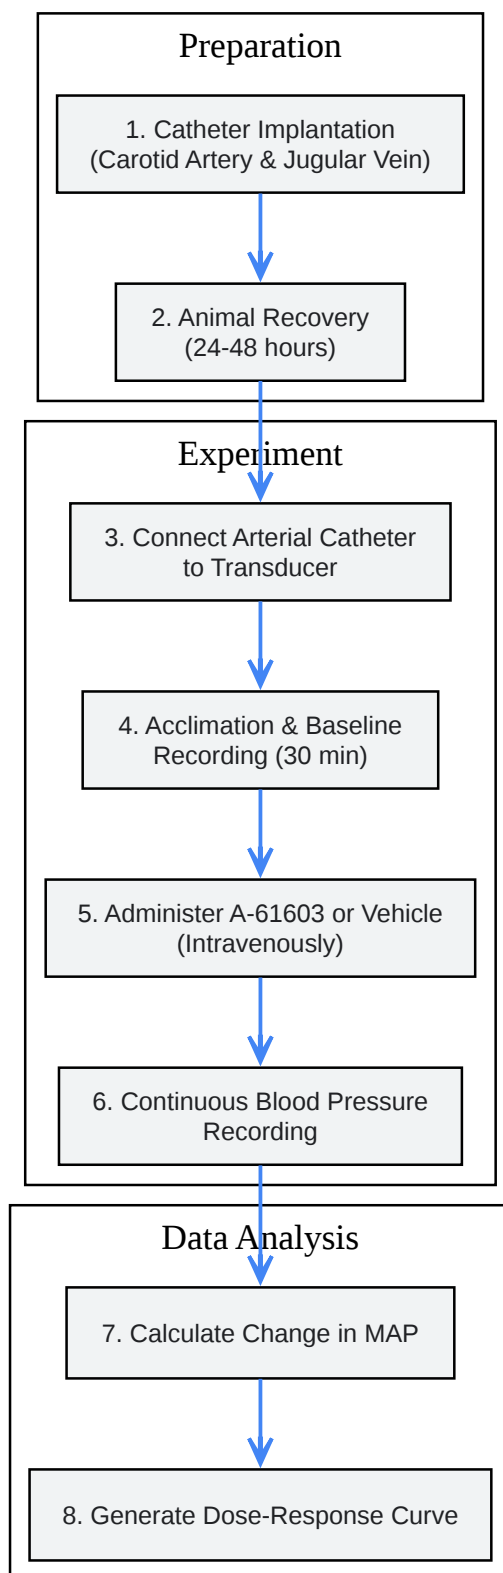 Preparation
1. Catheter Implantation
(Carotid Artery & Jugular Vein)
2. Animal Recovery
(24-48 hours)
Experiment
3. Connect Arterial Catheter
to Transducer
4. Acclimation & Baseline
Recording (30 min)
5. Administer A-61603 or Vehicle
(Intravenously)
6. Continuous Blood Pressure
Recording
Data Analysis
7. Calculate Change in MAP
8. Generate Dose-Response Curve